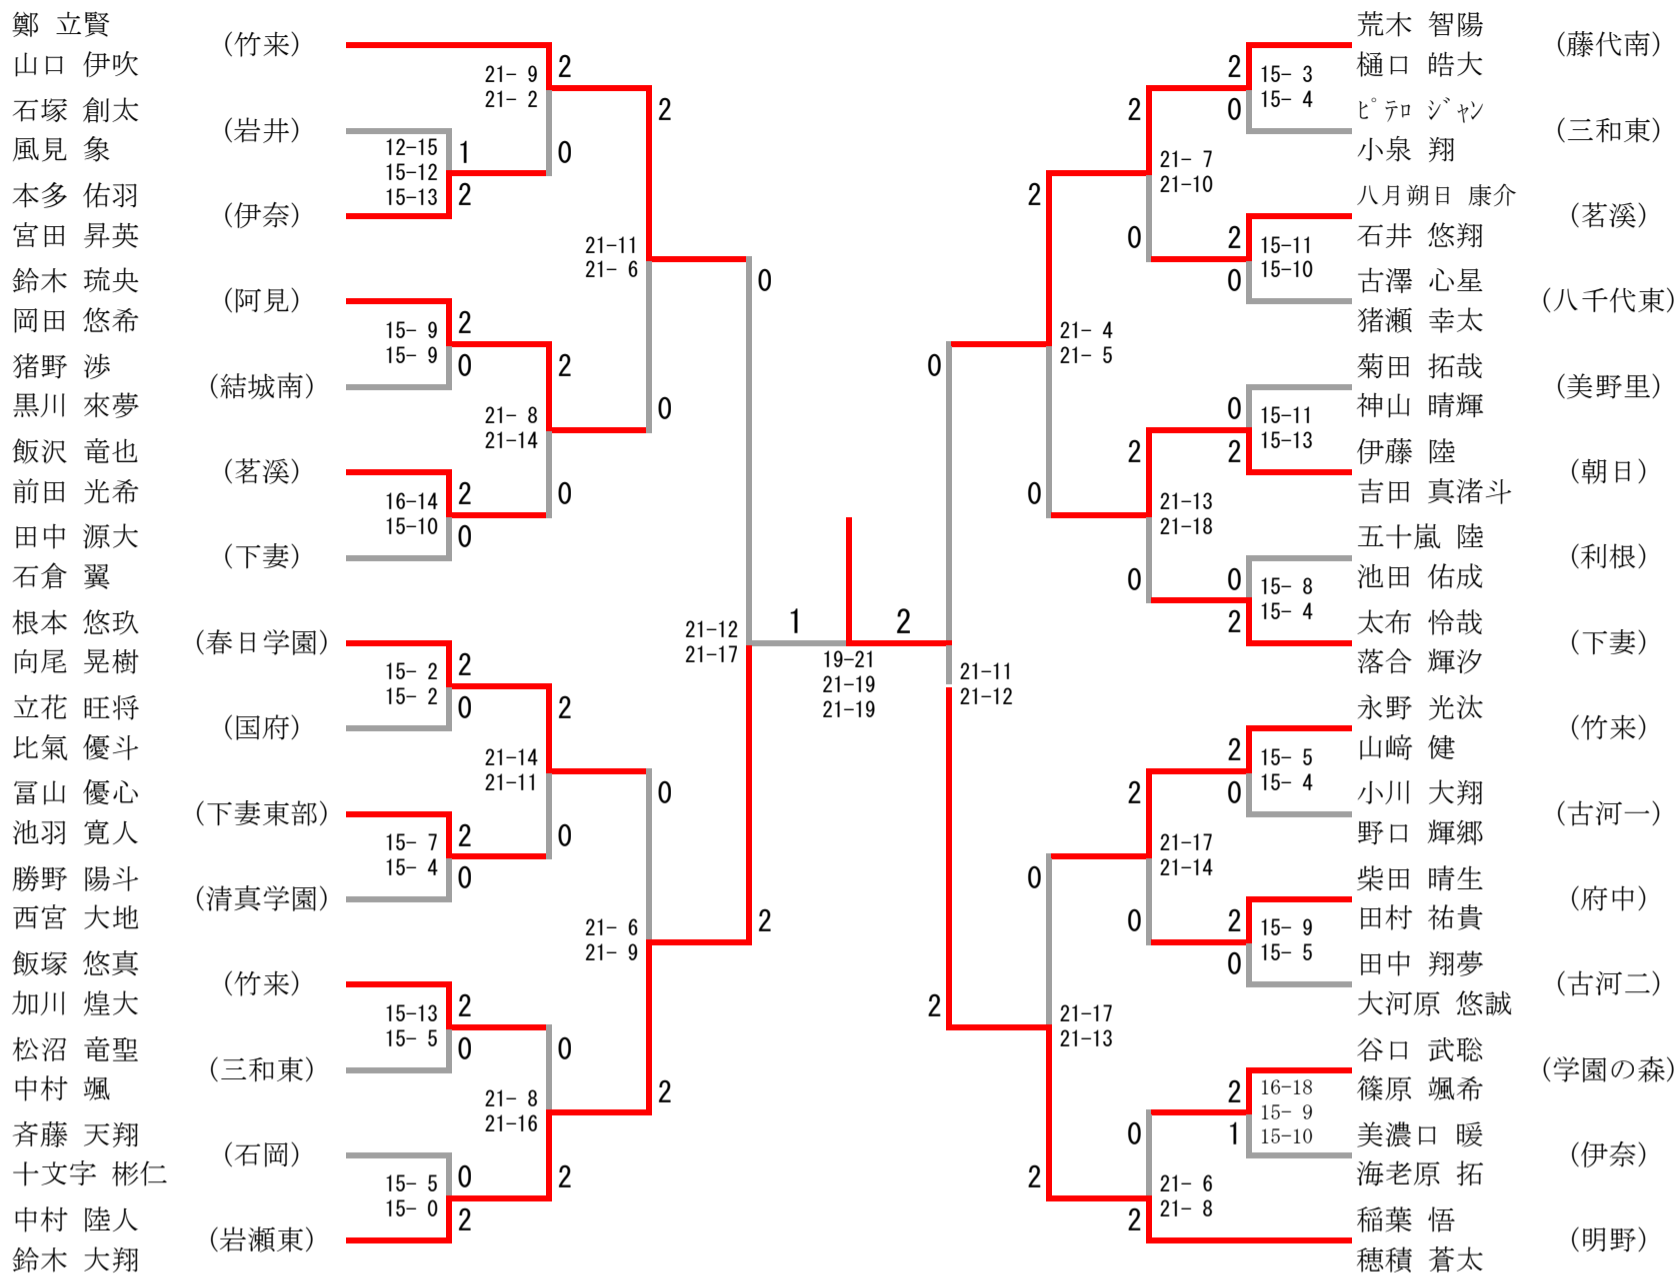 鄭 立賢
山口 伊吹
(竹来)
石塚 創太
風見 象
(岩井)
本多 佑羽
宮田 昇英
(伊奈)
鈴木 琉央
岡田 悠希
(阿見)
猪野 渉
黒川 來夢
(結城南)
飯沢 竜也
前田 光希
(茗溪)
田中 源大
石倉 翼
(下妻)
根本 悠玖
向尾 晃樹
(春日学園)
立花 旺将
比氣 優斗
(国府)
冨山 優心
池羽 寛人
(下妻東部)
勝野 陽斗
西宮 大地
(清真学園)
飯塚 悠真
加川 煌大
(竹来)
松沼 竜聖
中村 颯
(三和東)
斉藤 天翔
十文字 彬仁
(石岡)
中村 陸人
鈴木 大翔
(岩瀬東)
12-15
15-12
15-13
1
2
15- 9
15- 9
2
0
16-14
15-10
2
0
15- 2
15- 2
2
0
15- 7
15- 4
2
0
15-13
15- 5
2
0
15- 5
15- 0
0
2
21- 9
21- 2
2
0
21- 8
21-14
2
0
21-14
21-11
2
0
21- 8
21-16
0
2
21-11
21- 6
2
0
21- 6
21- 9
0
2
21-12
21-17
0
2
1
2
19-21
21-19
21-19
0
2
21-11
21-12
2
0
21- 4
21- 5
0
2
21-17
21-13
2
0
21- 7
21-10
2
0
21-13
21-18
2
0
21-17
21-14
0
2
21- 6
21- 8
2
0
15- 3
15- 4
2
0
15-11
15-10
0
2
15-11
15-13
0
2
15- 8
15- 4
2
0
15- 5
15- 4
2
0
15- 9
15- 5
2
1
16-18
15- 9
15-10
荒木 智陽
樋口 皓大
(藤代南)
ﾋﾟﾃﾛ ｼﾞｬﾝ
小泉 翔
(三和東)
八月朔日 康介
石井 悠翔
(茗溪)
古澤 心星
猪瀬 幸太
(八千代東)
菊田 拓哉
神山 晴輝
(美野里)
伊藤 陸
吉田 真渚斗
(朝日)
五十嵐 陸
池田 佑成
(利根)
太布 怜哉
落合 輝汐
(下妻)
永野 光汰
山﨑 健
(竹来)
小川 大翔
野口 輝郷
(古河一)
柴田 晴生
田村 祐貴
(府中)
田中 翔夢
大河原 悠誠
(古河二)
谷口 武聡
篠原 颯希
(学園の森)
美濃口 暖
海老原 拓
(伊奈)
稲葉 悟
穂積 蒼太
(明野)